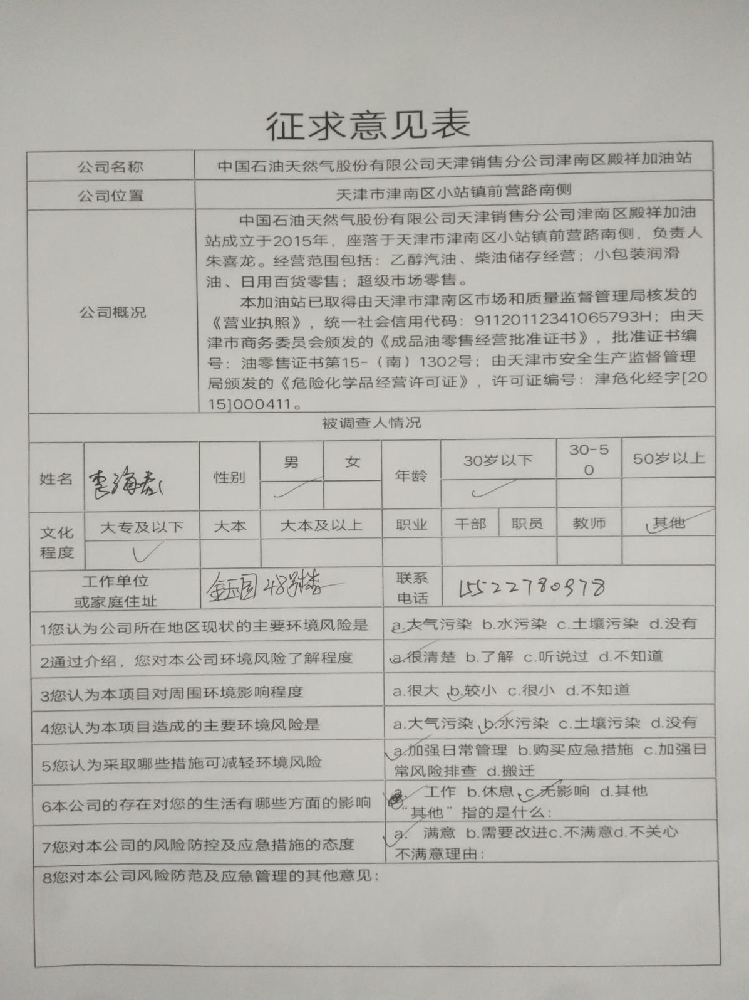 征求意见表
公司名称 中国石油天然气股份有限公司天津销售分公司津南区殿祥加油站
公司位置 天津市津南区小站镇前营路南侧
公司概况
中国石油天然气股份有限公司天津销售分公司津南区殿祥加油
站成立于2015年，座落于天津市津南区小站镇前营路南侧，负责人
朱喜龙。经营范围包括：乙醇汽油、柴油储存经营；小包装润滑
油、日用百货零售；超级市场零售。
本加油站已取得由天津市津南区市场和质量监督管理局核发的
《营业执照》，统一社会信用代码：91120112341065793H；由天
津市商务委员会颁发的《成品油零售经营批准证书》，批准证书编
号：油零售证书第15-（南）1302号；由天津市安全生产监督管理
局颁发的《危险化学品经营许可证》，许可证编号：津危化经字[20
15]000411。
被调查人情况
姓名 李海 性别 男 女 年龄 30岁以下 30-5
0 50岁以上
文化
程度 大专及以下 大本 大本及以上 职业 干部 职员 教师 其他
工作单位
或家庭住址 金玉园48号楼 联系
电话 15522780978
1您认为公司所在地区现状的主要环境风险是 a.大气污染 b.水污染 c.土壤污染 d.没有
2通过介绍，您对本公司环境风险了解程度 a.很清楚 b.了解 c.听说过 d.不知道
3您认为本项目对周围环境影响程度 a.很大 b.较小 c.很小 d.不知道
4您认为本项目造成的主要环境风险是 a.大气污染 b.水污染 c.土壤污染 d.没有
5您认为采取哪些措施可减轻环境风险 a.加强日常管理 b.购买应急措施 c.加强日
常风险排查 d.搬迁
6本公司的存在对您的生活有哪些方面的影响 a. 工作 b.休息 c.无影响 d.其他
“其他”指的是什么：
7您对本公司的风险防控及应急措施的态度 a. 满意 b.需要改进c.不满意d.不关心
不满意理由：
8您对本公司风险防范及应急管理的其他意见：